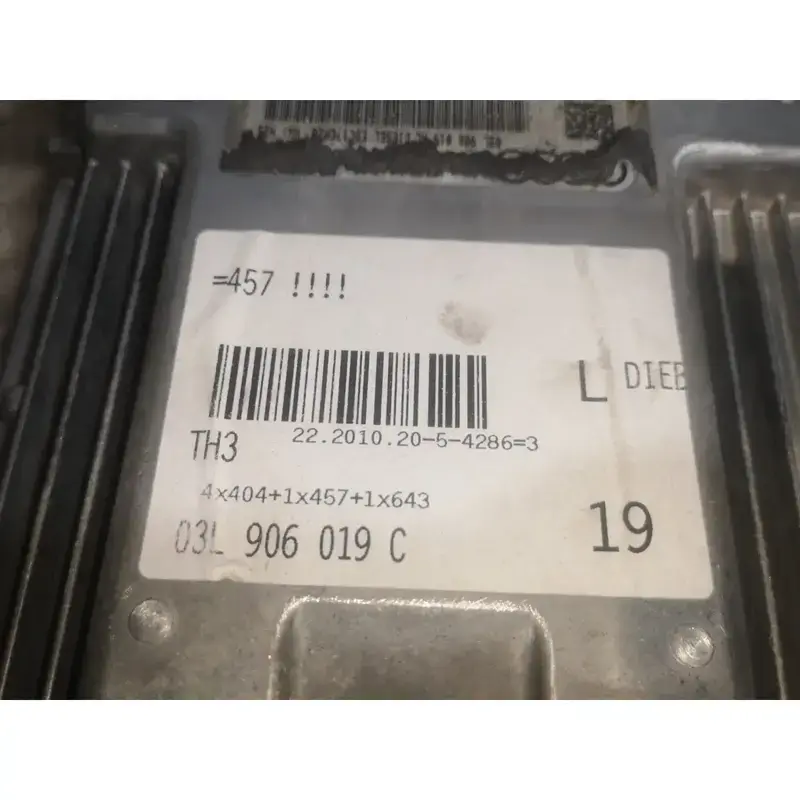 =457 !!!!
L DIEB
TH3
22.2010.20-5-4286=3
4x404+1x457+1x643
03L 906 019 C
19